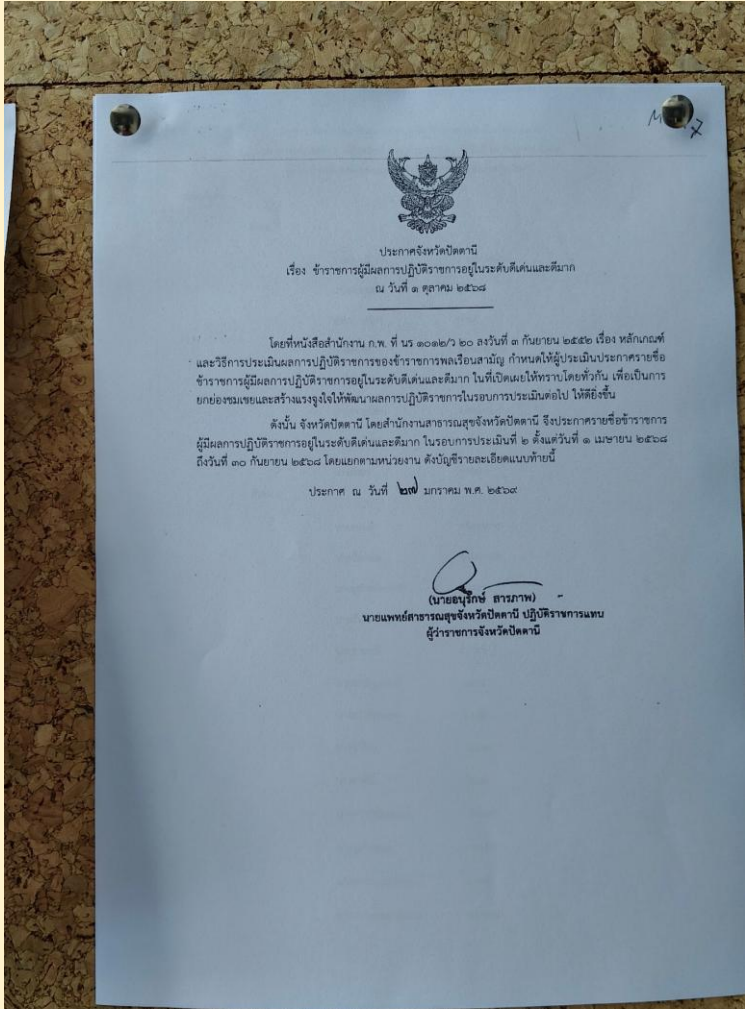 ประกาศจังหวัดปัตตานี
เรื่อง ข้าราชการผู้มีผลการปฏิบัติราชการอยู่ในระดับดีเด่นและดีมาก
ณ วันที่ ๑ ตุลาคม ๒๕๖๘
โดยที่หนังสือสำนักงาน ก.พ. ที่ นร ๑๐๑๒/ว ๒๐ ลงวันที่ ๓ กันยายน ๒๕๕๒ เรื่อง หลักเกณฑ์
และวิธีการประเมินผลการปฏิบัติราชการของข้าราชการพลเรือนสามัญ กำหนดให้ผู้ประเมินประกาศรายชื่อ
ข้าราชการผู้มีผลการปฏิบัติราชการอยู่ในระดับดีเด่นและดีมาก ในที่เปิดเผยให้ทราบโดยทั่วกัน เพื่อเป็นการ
ยกย่องชมเชยและสร้างแรงจูงใจให้พัฒนาผลการปฏิบัติราชการในรอบการประเมินต่อไป ให้ดียิ่งขึ้น
ดังนั้น จังหวัดปัตตานี โดยสำนักงานสาธารณสุขจังหวัดปัตตานี จึงประกาศรายชื่อข้าราชการ
ผู้มีผลการปฏิบัติราชการอยู่ในระดับดีเด่นและดีมาก ในรอบการประเมินที่ ๒ ตั้งแต่วันที่ ๑ เมษายน ๒๕๖๘
ถึงวันที่ ๓๐ กันยายน ๒๕๖๘ โดยแยกตามหน่วยงาน ดังบัญชีรายละเอียดแนบท้ายนี้
ประกาศ ณ วันที่ ๒๗ มกราคม พ.ศ. ๒๕๖๙
(นายอนุรักษ์ สารภาพ)
นายแพทย์สาธารณสุขจังหวัดปัตตานี ปฏิบัติราชการแทน
ผู้ว่าราชการจังหวัดปัตตานี